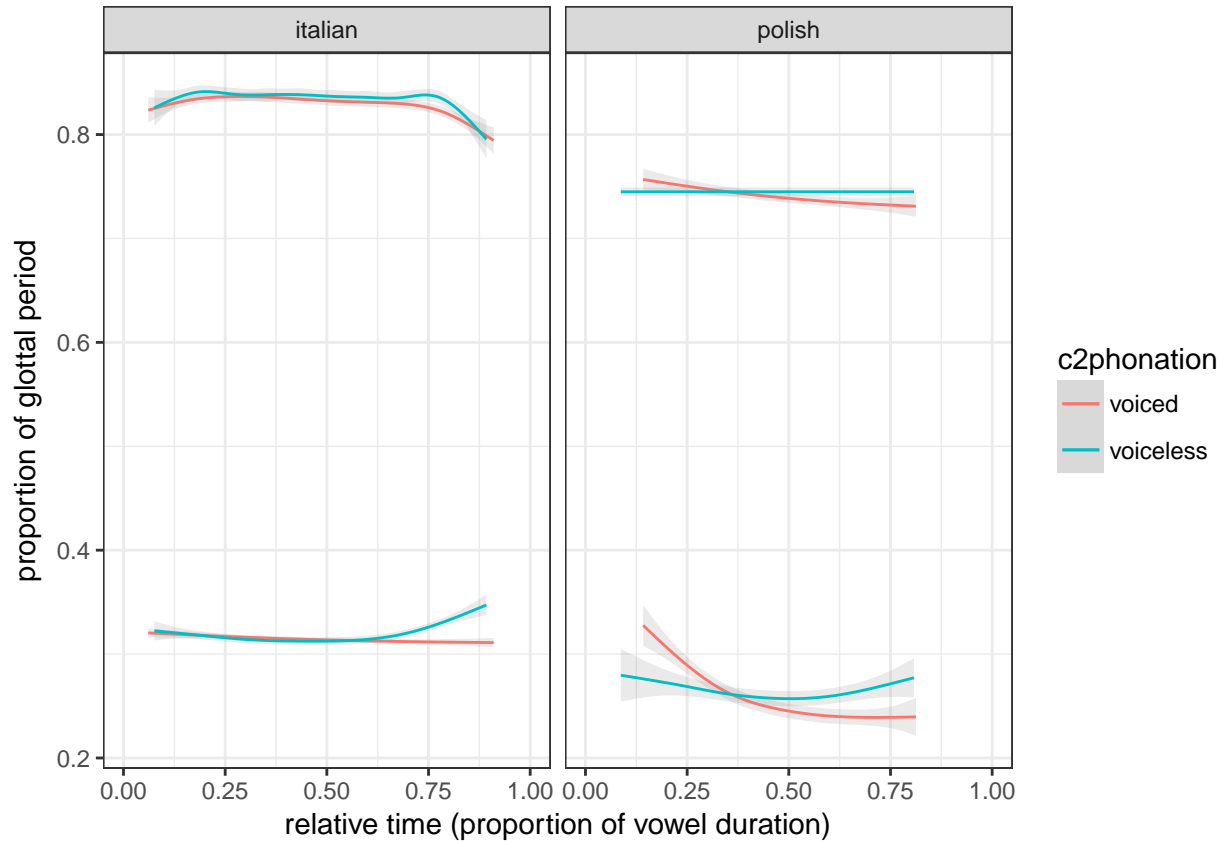 italian
polish
0.8
0.6
0.4
0.2
proportion of glottal period
0.00 0.25 0.50 0.75 1.00 0.00 0.25 0.50 0.75 1.00
relative time (proportion of vowel duration)
c2phonation
voiced
voiceless